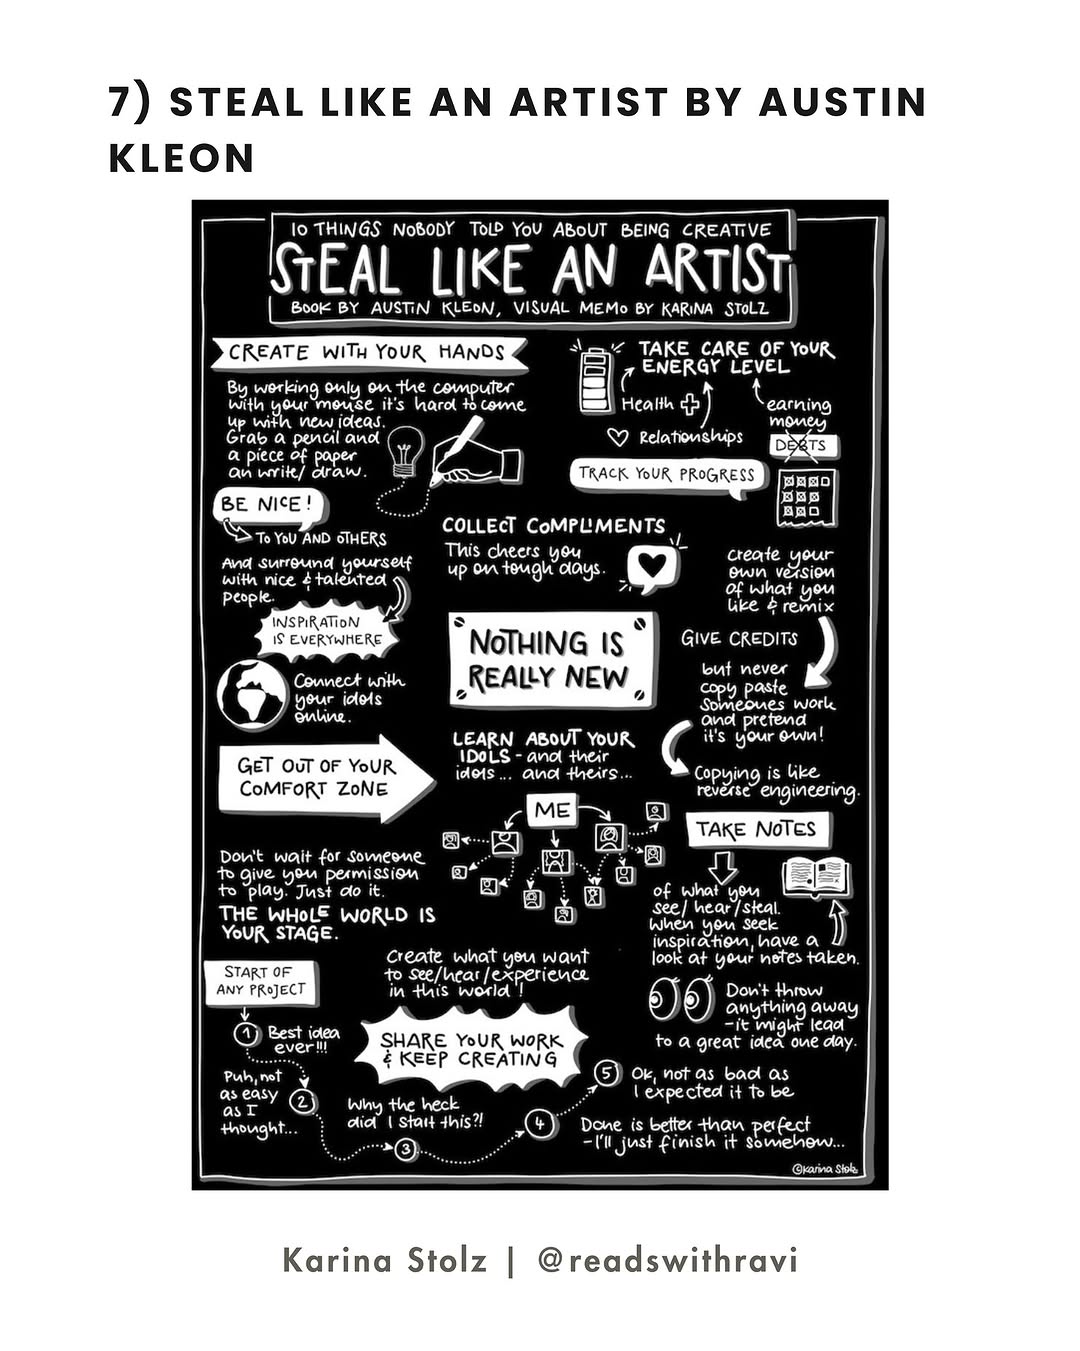 7) STEAL LIKE AN ARTIST BY AUSTIN
KLEON
10 THINGS NOBODY TOLD YOU ABOUT BEING CREATIVE
STEAL LIKE AN ARTIST
BOOK BY AUSTIN KLEON, VISUAL MEMO BY KARINA STOLZ
CREATE WITH YOUR HANDS
By working only on the computer
with your mouse it's hard to come
up with new ideas.
Grab a pencil and
a piece of paper
an write/ draw.
TAKE CARE OF YOUR
ENERGY LEVEL
Health
Relationships
earning
money
DEBTS
TRACK YOUR PROGRESS
BE NICE!
TO YOU AND OTHERS
And surround yourself
with nice & talented
people.
COLLECT COMPLIMENTS
This cheers you
up on tough days.
INSPIRATION
IS EVERYWHERE
Connect with
your idols
online.
NOTHING IS
REALLY NEW
create your
own version
of what you
like & remix
GIVE CREDITS
but never
copy paste
someones work
and pretend
it's your own!
Copying is like
reverse engineering.
GET OUT OF YOUR
COMFORT ZONE
LEARN ABOUT YOUR
IDOLS - and their
idols... and theirs...
ME
TAKE NOTES
of what you
see/ hear/steal.
When you seek
inspiration, have a
look at your notes taken.
Don't wait for someone
to give you permission
to play. Just do it.
THE WHOLE WORLD IS
YOUR STAGE.
Create what you want
to see/hear/experience
in this world!
Don't throw
anything away
-it might lead
to a great idea one day.
SHARE YOUR WORK
& KEEP CREATING
START OF
ANY PROJECT
1 Best idea
ever!!!
Puh, not
as easy
as I
thought...
2
Why the heck
did I start this?!
3
4
Done is better than perfect
-I'll just finish it somehow...
5 Ok, not as bad as
I expected it to be
©Karina Stolz
Karina Stolz | @readswithravi